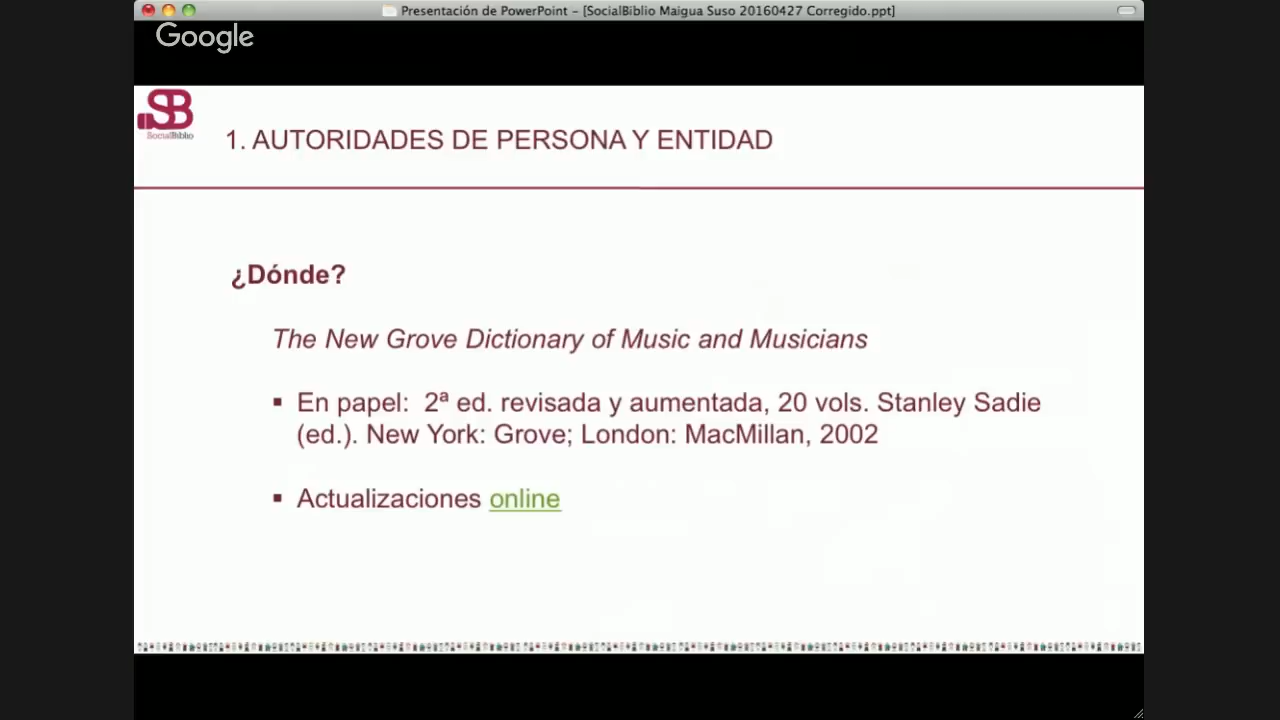 Presentación de PowerPoint – [SocialBiblio Maigua Suso 20160427 Corregido.ppt]
Google
SB
SocialBiblio
1. AUTORIDADES DE PERSONA Y ENTIDAD
¿Dónde?
The New Grove Dictionary of Music and Musicians
▪ En papel: 2ª ed. revisada y aumentada, 20 vols. Stanley Sadie
(ed.). New York: Grove; London: MacMillan, 2002
▪ Actualizaciones online